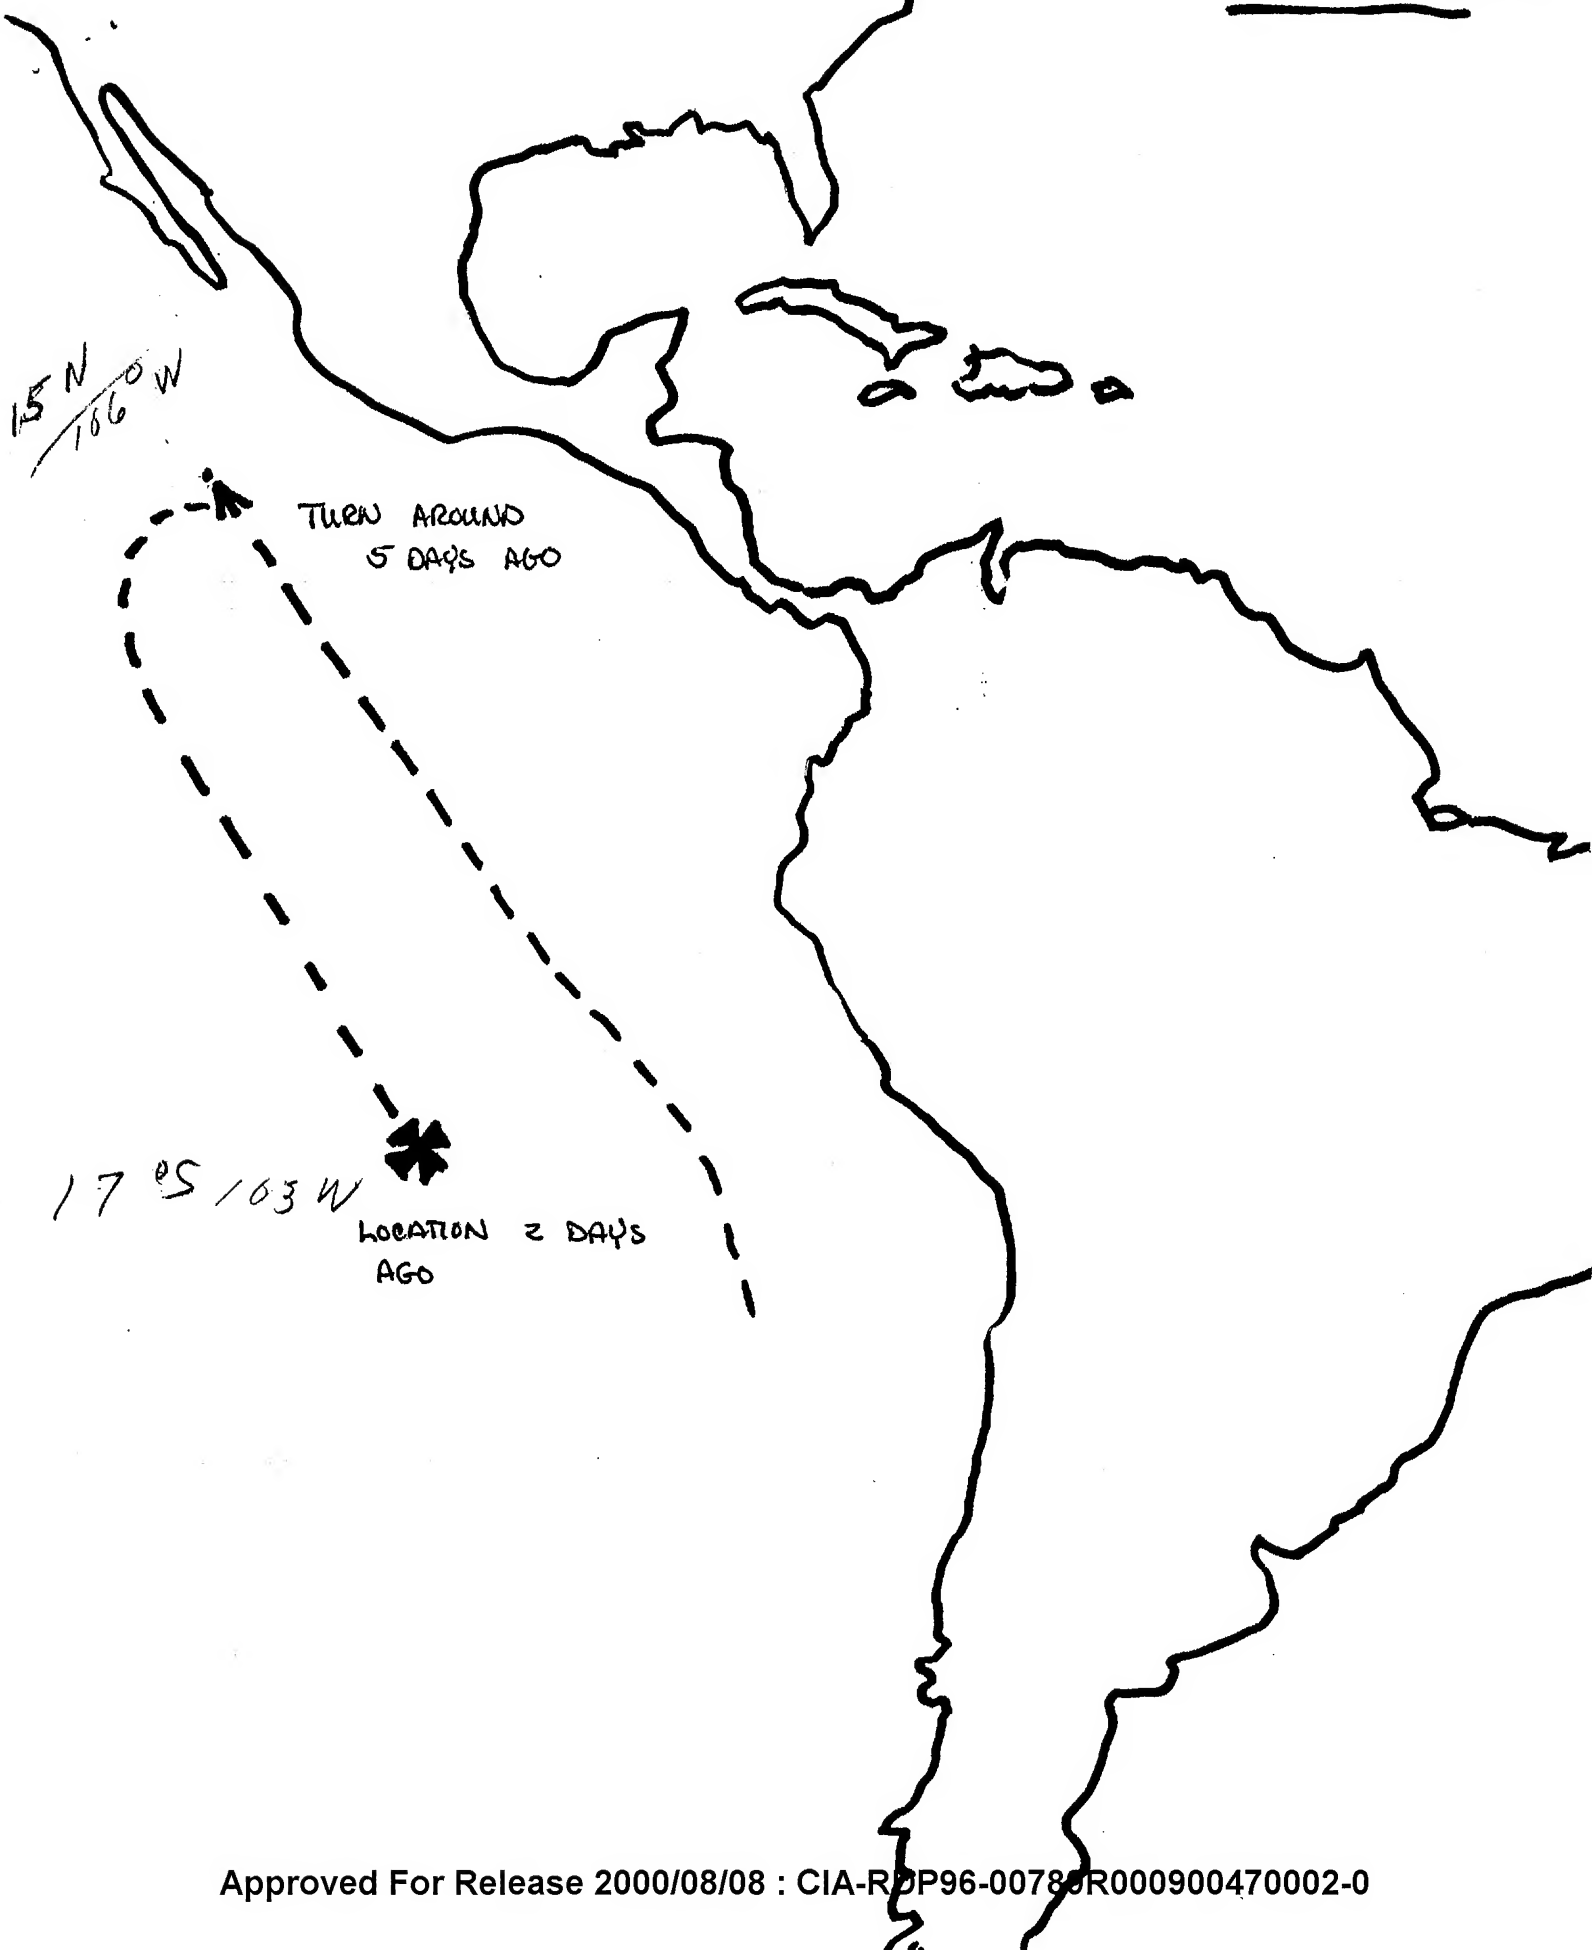 15 N
106° W
TURN AROUND
5 DAYS AGO
17 °S 103 W
LOCATION 2 DAYS
AGO
Approved For Release 2000/08/08 : CIA-RDP96-00789R000900470002-0